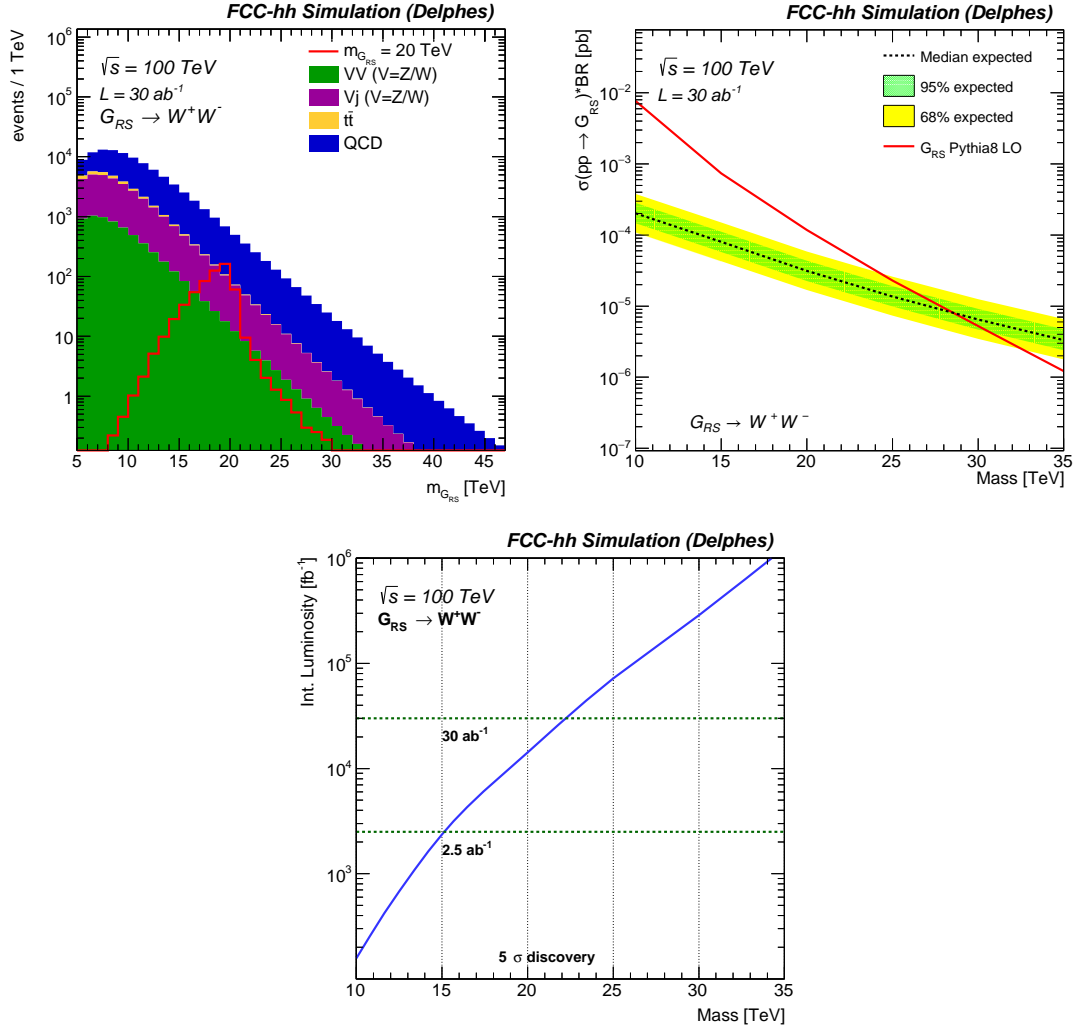 FCC-hh Simulation (Delphes)
events / 1 TeV
10⁶
10⁵
10⁴
10³
10²
10
1
√s = 100 TeV
L = 30 ab⁻¹
G_RS → W⁺W⁻
m_G_RS = 20 TeV
VV (V=Z/W)
Vj (V=Z/W)
tt̄
QCD
5 10 15 20 25 30 35 40 45
m_G_RS [TeV]
FCC-hh Simulation (Delphes)
σ(pp → G_RS)*BR [pb]
10⁻²
10⁻³
10⁻⁴
10⁻⁵
10⁻⁶
10⁻⁷
√s = 100 TeV
L = 30 ab⁻¹
Median expected
95% expected
68% expected
G_RS Pythia8 LO
G_RS → W⁺W⁻
10 15 20 25 30 35
Mass [TeV]
FCC-hh Simulation (Delphes)
Int. Luminosity [fb⁻¹]
10⁶
10⁵
10⁴
10³
√s = 100 TeV
G_RS → W⁺W⁻
30 ab⁻¹
2.5 ab⁻¹
5 σ discovery
10 15 20 25 30 35
Mass [TeV]